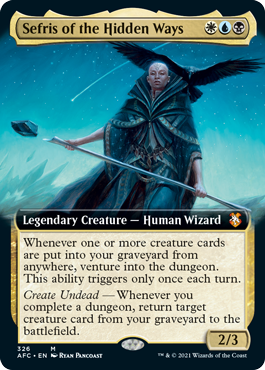 Sefris of the Hidden Ways
Legendary Creature — Human Wizard
Whenever one or more creature cards
are put into your graveyard from
anywhere, venture into the dungeon.
This ability triggers only once each turn.
Create Undead — Whenever you
complete a dungeon, return target
creature card from your graveyard to the
battlefield.
2/3
326 M
AFC • EN Ryan Pancoast
™ & © 2021 Wizards of the Coast